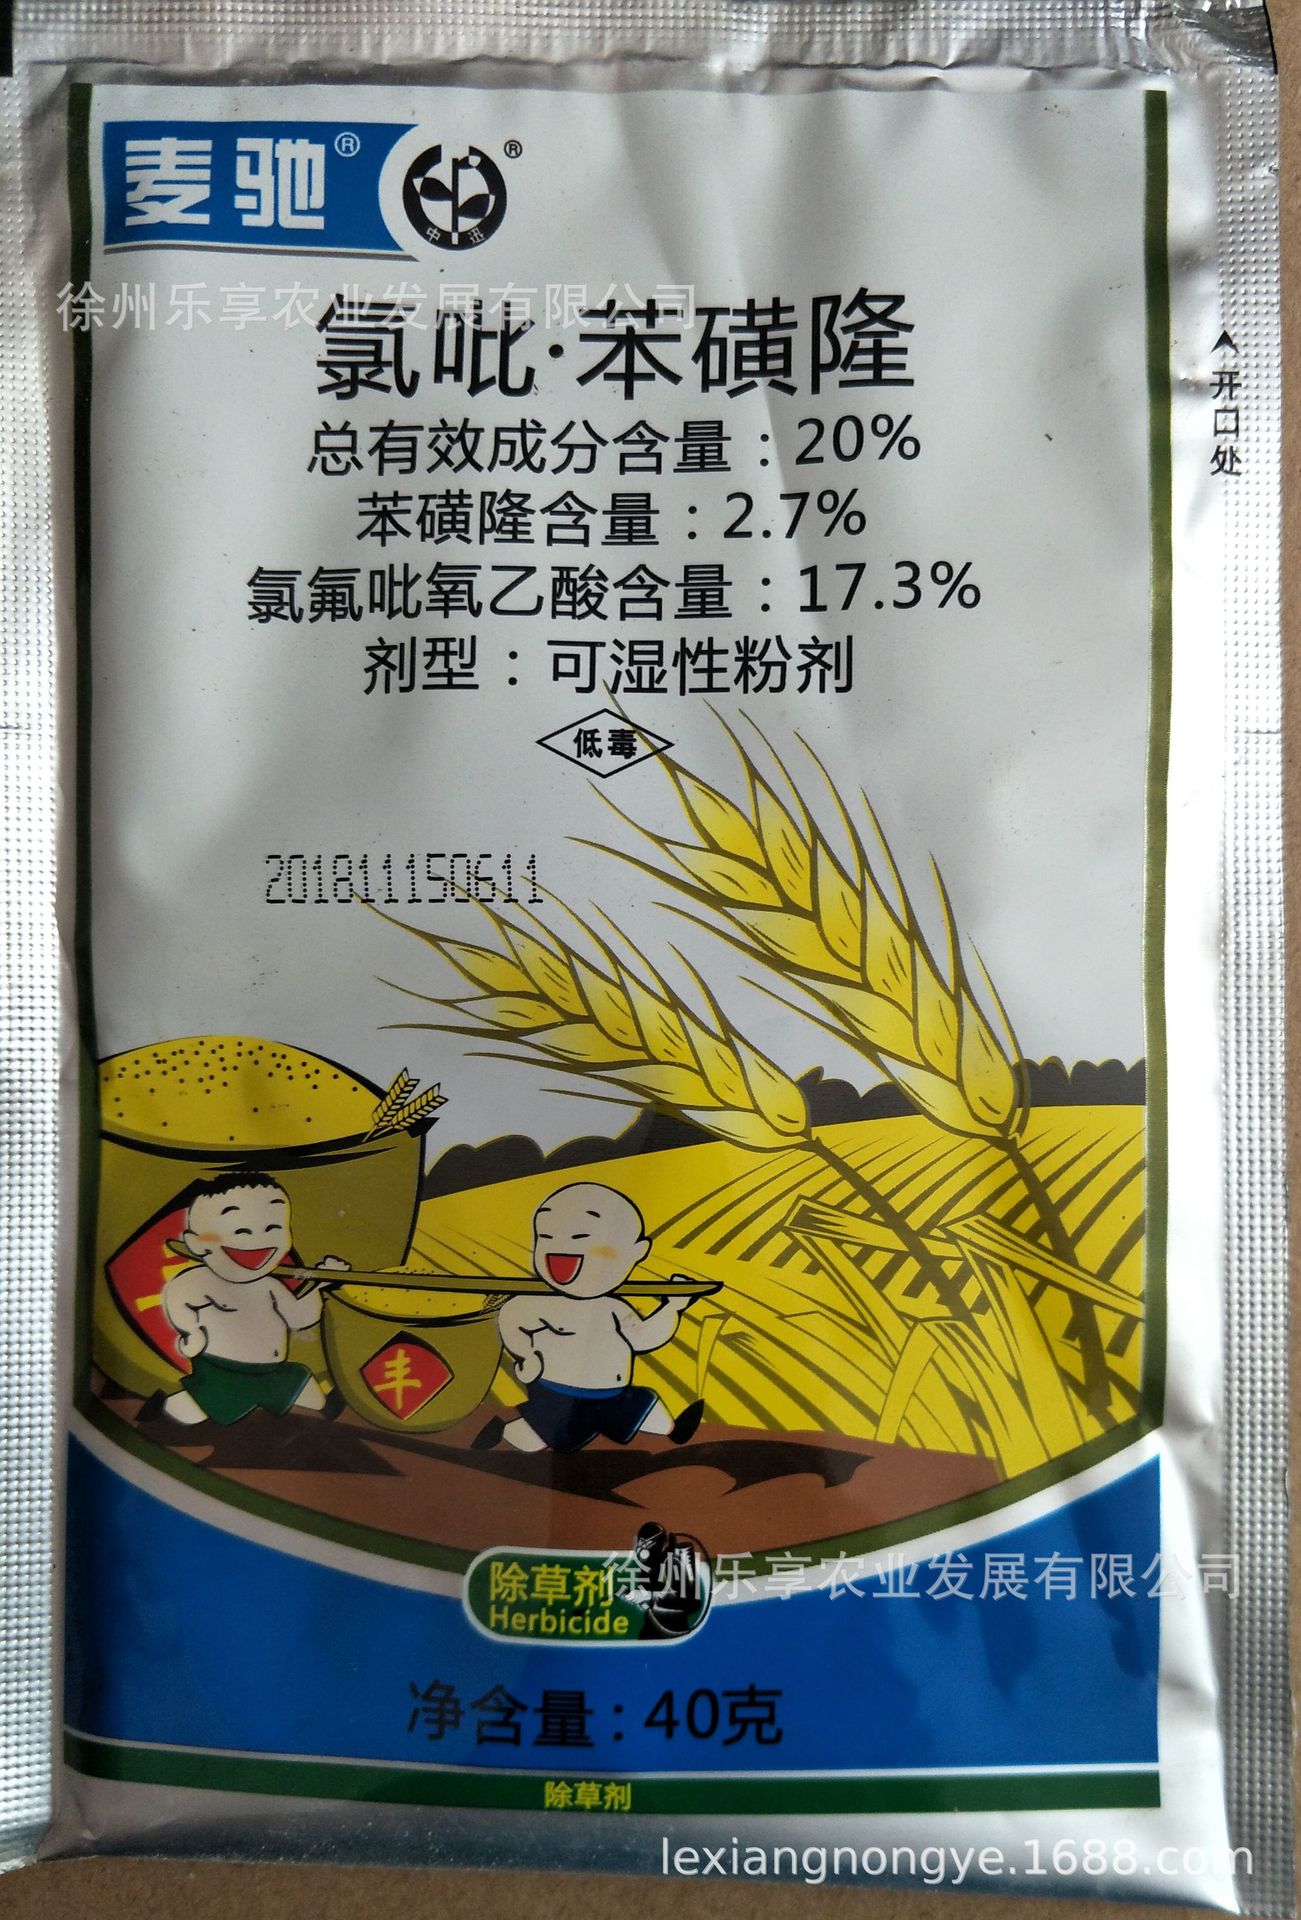 麦驰®
®
中迅
徐州乐享农业发展有限公司
氯吡·苯磺隆
总有效成分含量：20%
苯磺隆含量：2.7%
氯氟吡氧乙酸含量：17.3%
剂型：可湿性粉剂
低毒
开口处
201811150611
丰
除草剂
Herbicide
徐州乐享农业发展有限公司
净含量：40克
除草剂
lexiangnongye.1688.com